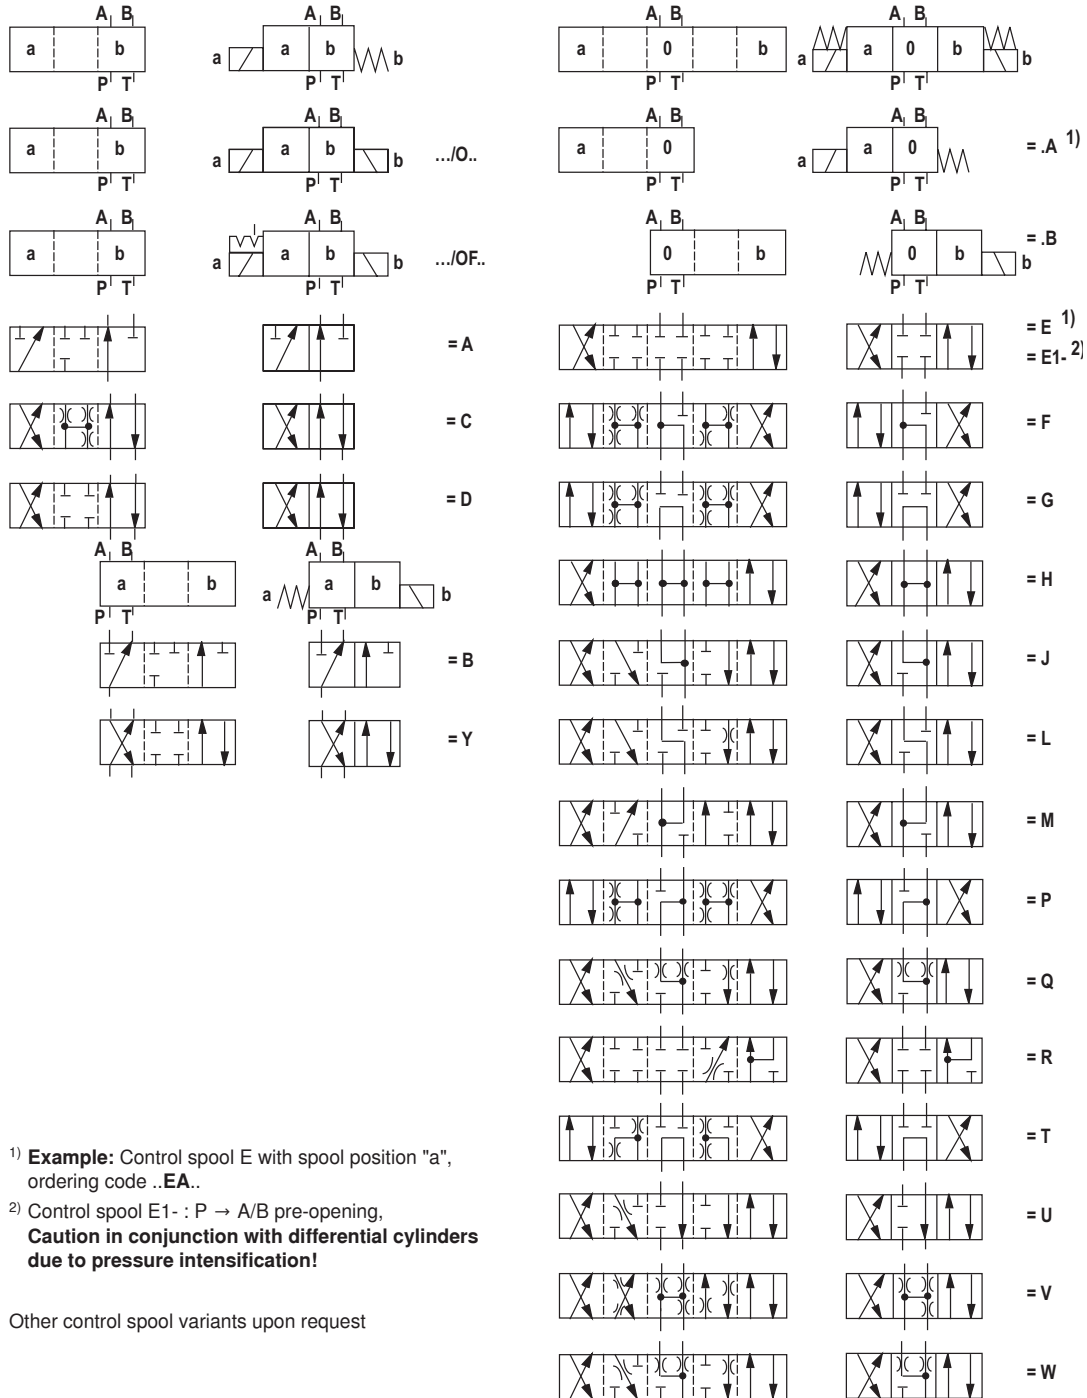 A B A B A B A B
a b a a b b a 0 b a 0 b b
P T P T P T P T
A B A B A B A B
a b a a b b .../O.. a 0 a a 0 = .A 1)
P T P T P T P T
A B A B A B A B
a b a a b b .../OF.. 0 b 0 b b = .B
P T P T P T P T
= A = E 1)
= E1- 2)
= C = F
= D = G
A B A B
a b a a b b = H
P T P T
= B = J
= Y = L
= M
= P
= Q
= R
= T
= U
= V
= W
1) Example: Control spool E with spool position "a",
ordering code ..EA..
2) Control spool E1- : P → A/B pre-opening,
Caution in conjunction with differential cylinders
due to pressure intensification!
Other control spool variants upon request